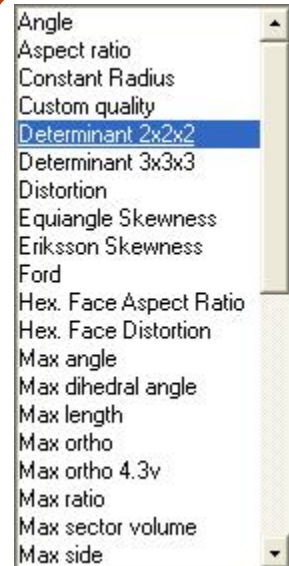 Angle
Aspect ratio
Constant Radius
Custom quality
Determinant 2x2x2
Determinant 3x3x3
Distortion
Equiangle Skewness
Eriksson Skewness
Ford
Hex. Face Aspect Ratio
Hex. Face Distortion
Max angle
Max dihedral angle
Max length
Max ortho
Max ortho 4.3v
Max ratio
Max sector volume
Max side